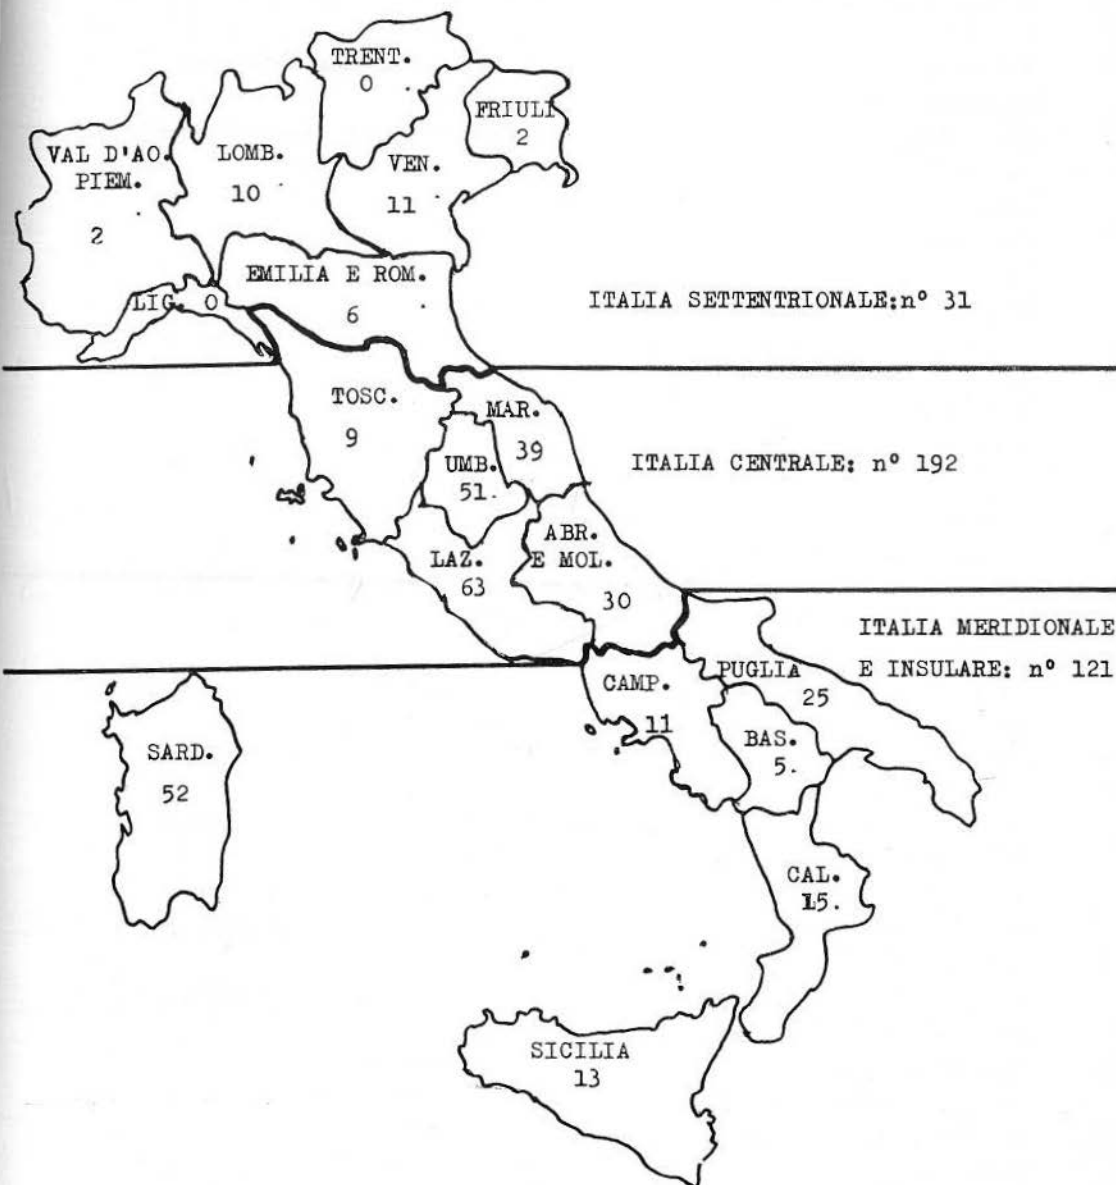 TRENT.
0
FRIULI
2
VAL D'AO.
PIEM.
2
LOMB.
10
VEN.
11
EMILIA E ROM.
6
LIG. 0
ITALIA SETTENTRIONALE:n° 31
TOSC.
9
MAR.
39
UMB.
51.
ITALIA CENTRALE: n° 192
LAZ.
63
ABR.
E MOL.
30
ITALIA MERIDIONALE
E INSULARE: n° 121
CAMP.
11
PUGLIA
25
BAS.
5.
SARD.
52
CAL.
15.
SICILIA
13